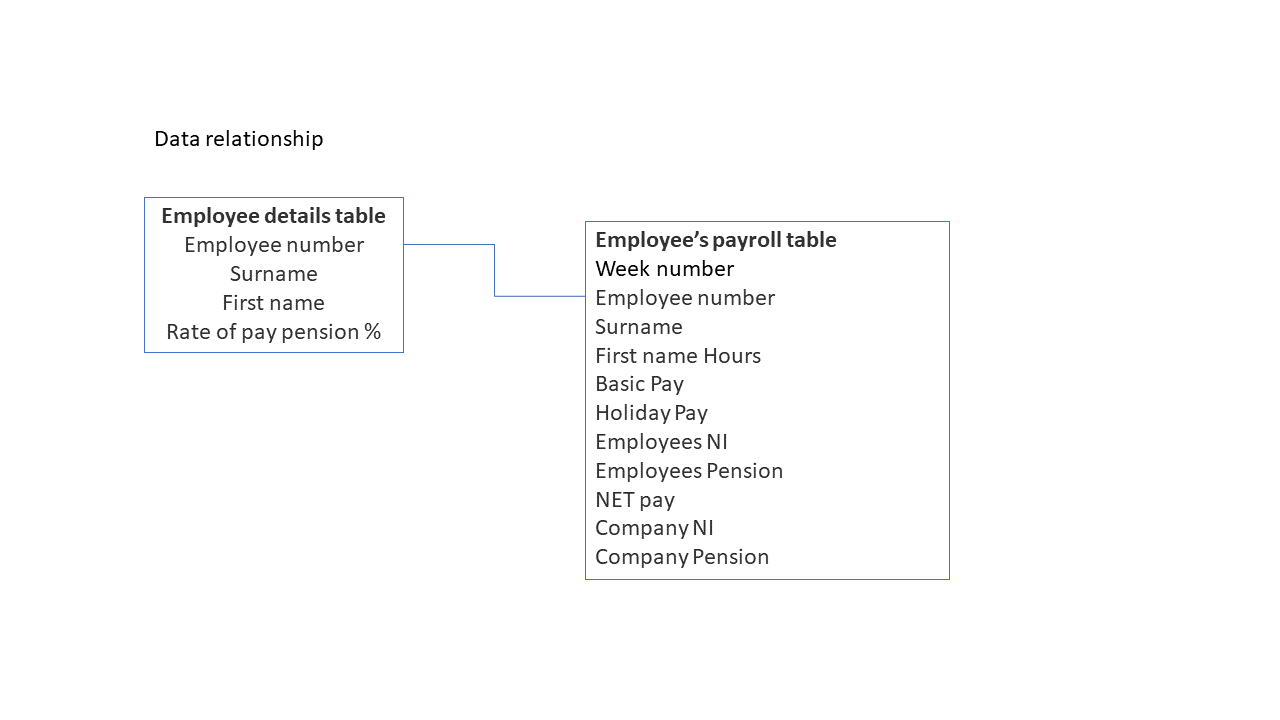 Data relationship
Employee details table
Employee number
Surname
First name
Rate of pay pension %
Employee’s payroll table
Week number
Employee number
Surname
First name Hours
Basic Pay
Holiday Pay
Employees NI
Employees Pension
NET pay
Company NI
Company Pension